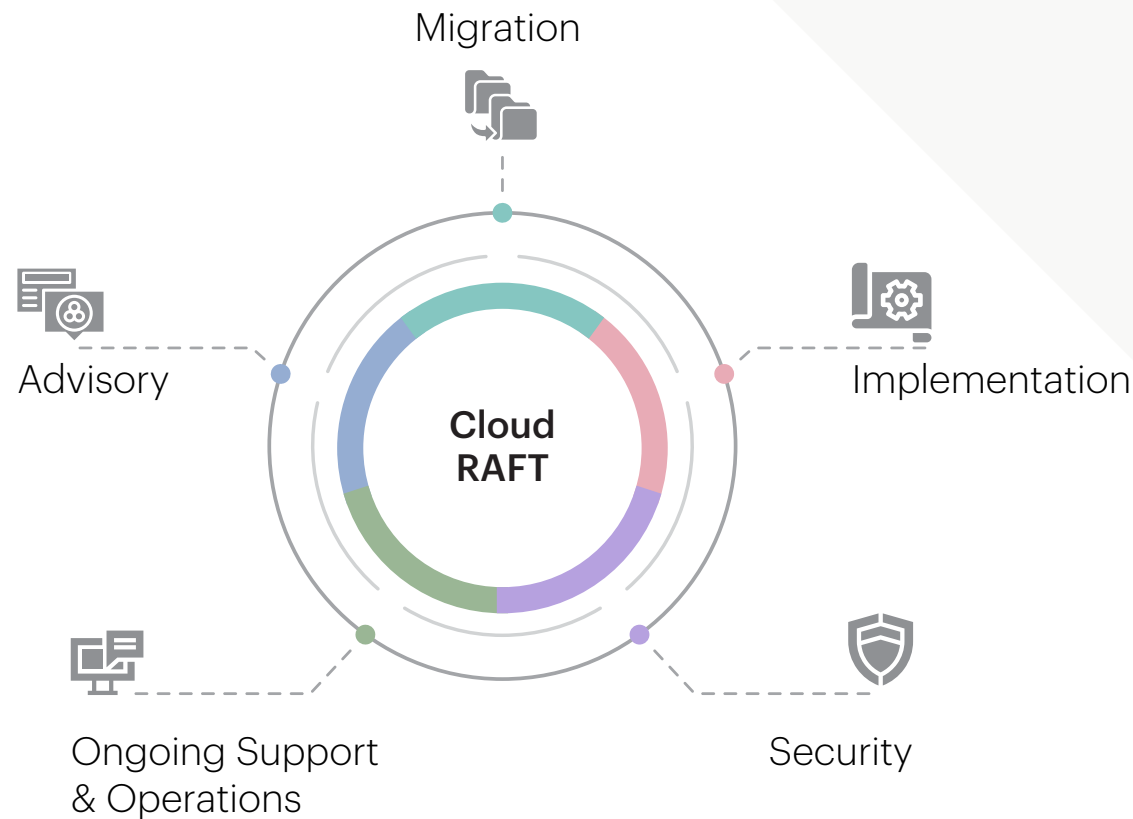 Migration
Advisory
Implementation
Cloud
RAFT
Ongoing Support
& Operations
Security